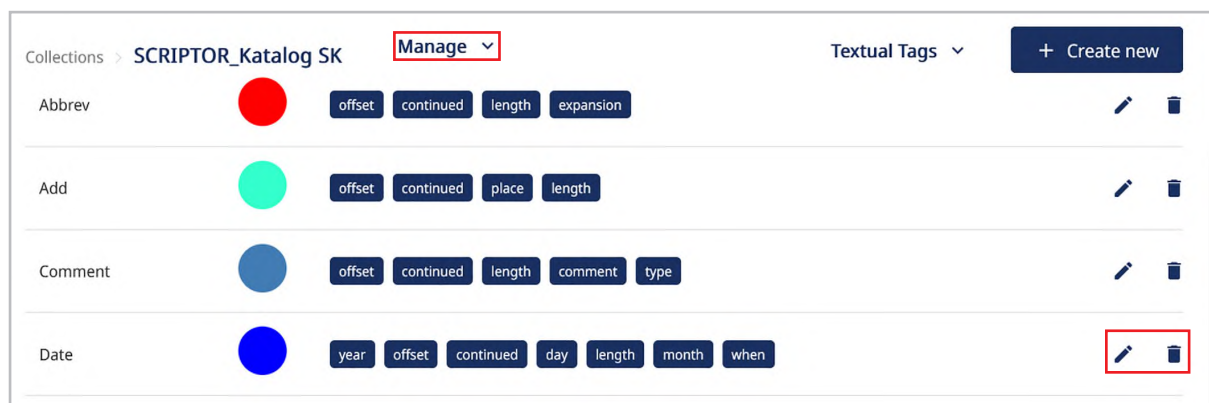 Collections > SCRIPTOR_Katalog SK Manage Textual Tags + Create new
Abbrev offset continued length expansion
Add offset continued place length
Comment offset continued length comment type
Date year offset continued day length month when